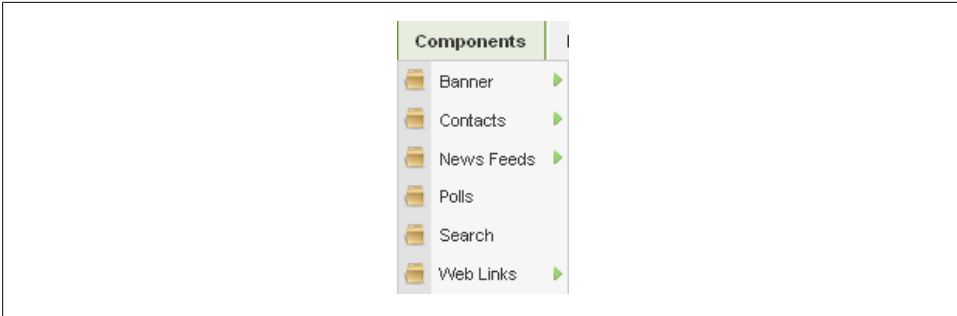 Components
Banner
Contacts
News Feeds
Polls
Search
Web Links